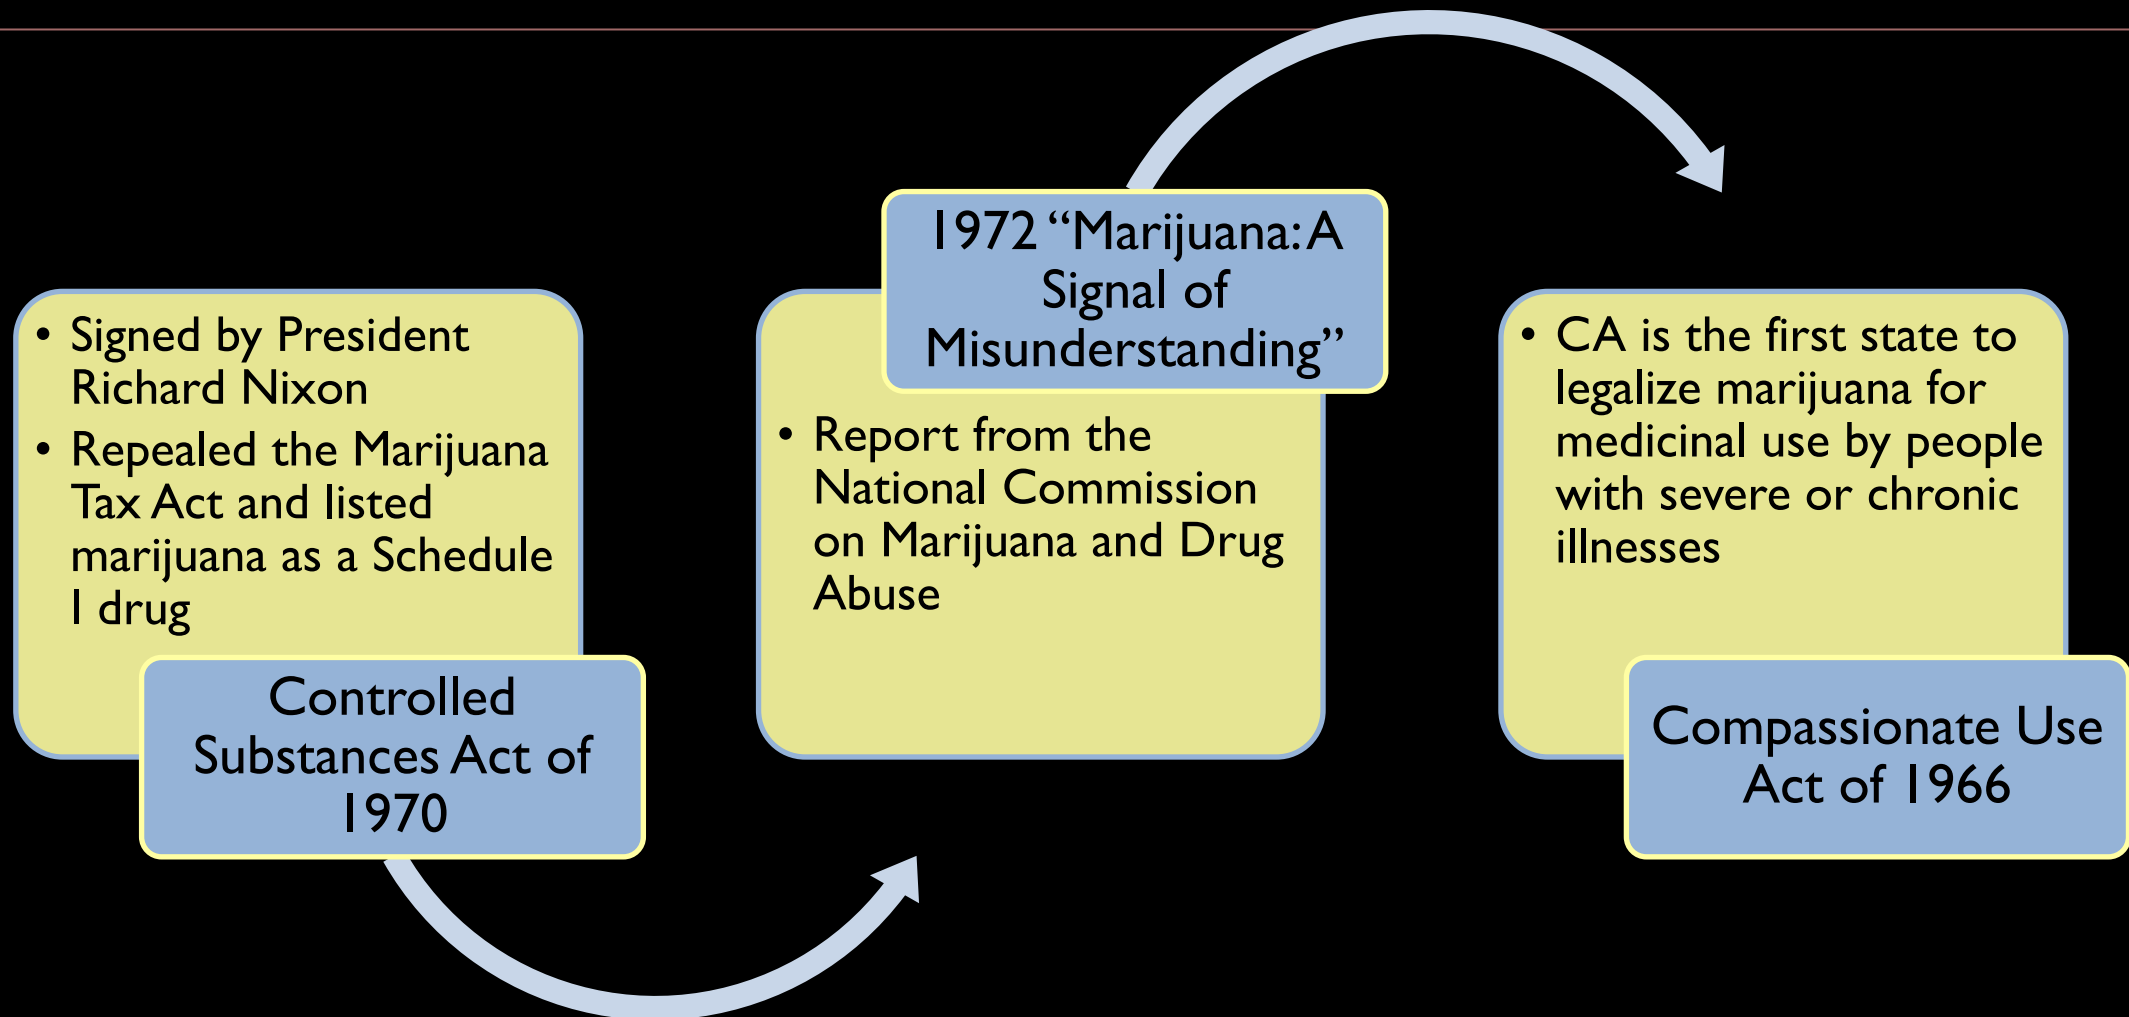 • Signed by President
Richard Nixon
• Repealed the Marijuana
Tax Act and listed
marijuana as a Schedule
I drug
Controlled
Substances Act of
1970
1972 “Marijuana: A
Signal of
Misunderstanding”
• Report from the
National Commission
on Marijuana and Drug
Abuse
• CA is the first state to
legalize marijuana for
medicinal use by people
with severe or chronic
illnesses
Compassionate Use
Act of 1966